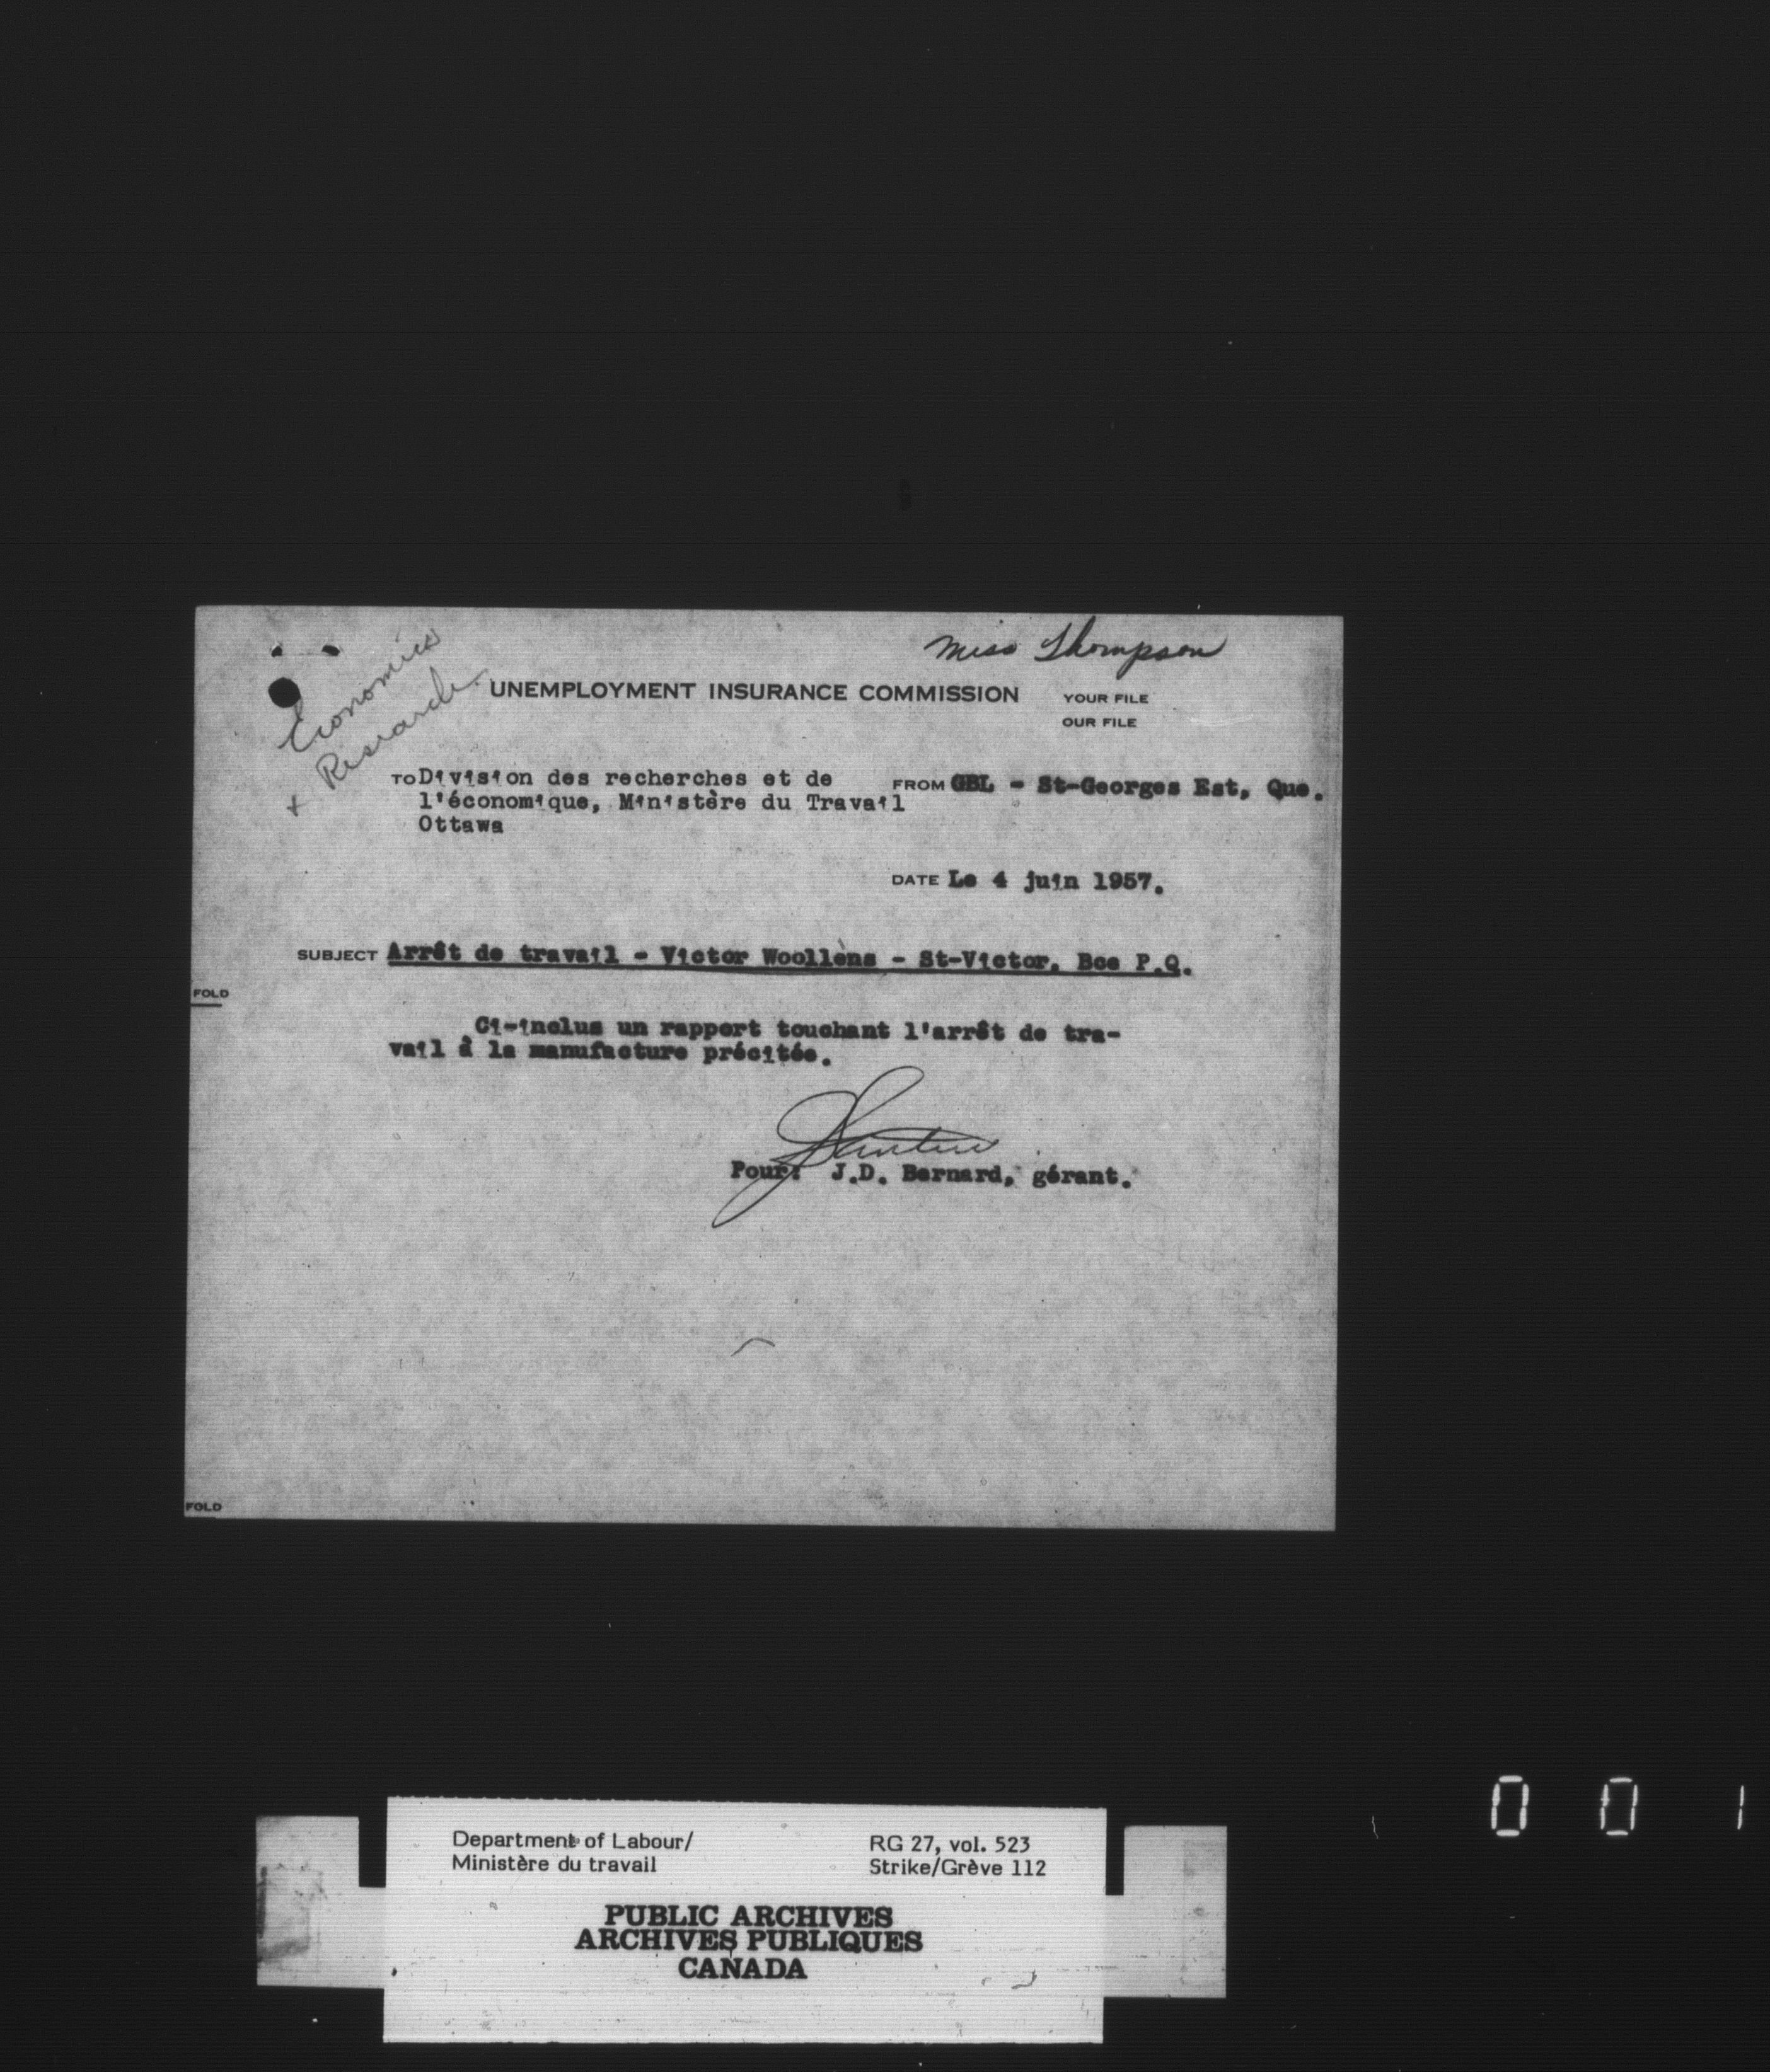 Miss Thompson
Economics
& Research
UNEMPLOYMENT INSURANCE COMMISSION
YOUR FILE
OUR FILE
TO Division des recherches et de
l'économique, Ministère du Travail
Ottawa
FROM GBL - St-Georges Est, Que.
DATE Le 4 juin 1957.
SUBJECT Arrêt de travail - Victor Woollèns - St-Victor, Bce P.Q.
FOLD
Ci-inclus un rapport touchant l'arrêt de tra-
vail à la manufacture précitée.
Pour: J.D. Bernard, gérant.
FOLD
0 0 1
Department of Labour/
Ministère du travail
RG 27, vol. 523
Strike/Grève 112
PUBLIC ARCHIVES
ARCHIVES PUBLIQUES
CANADA